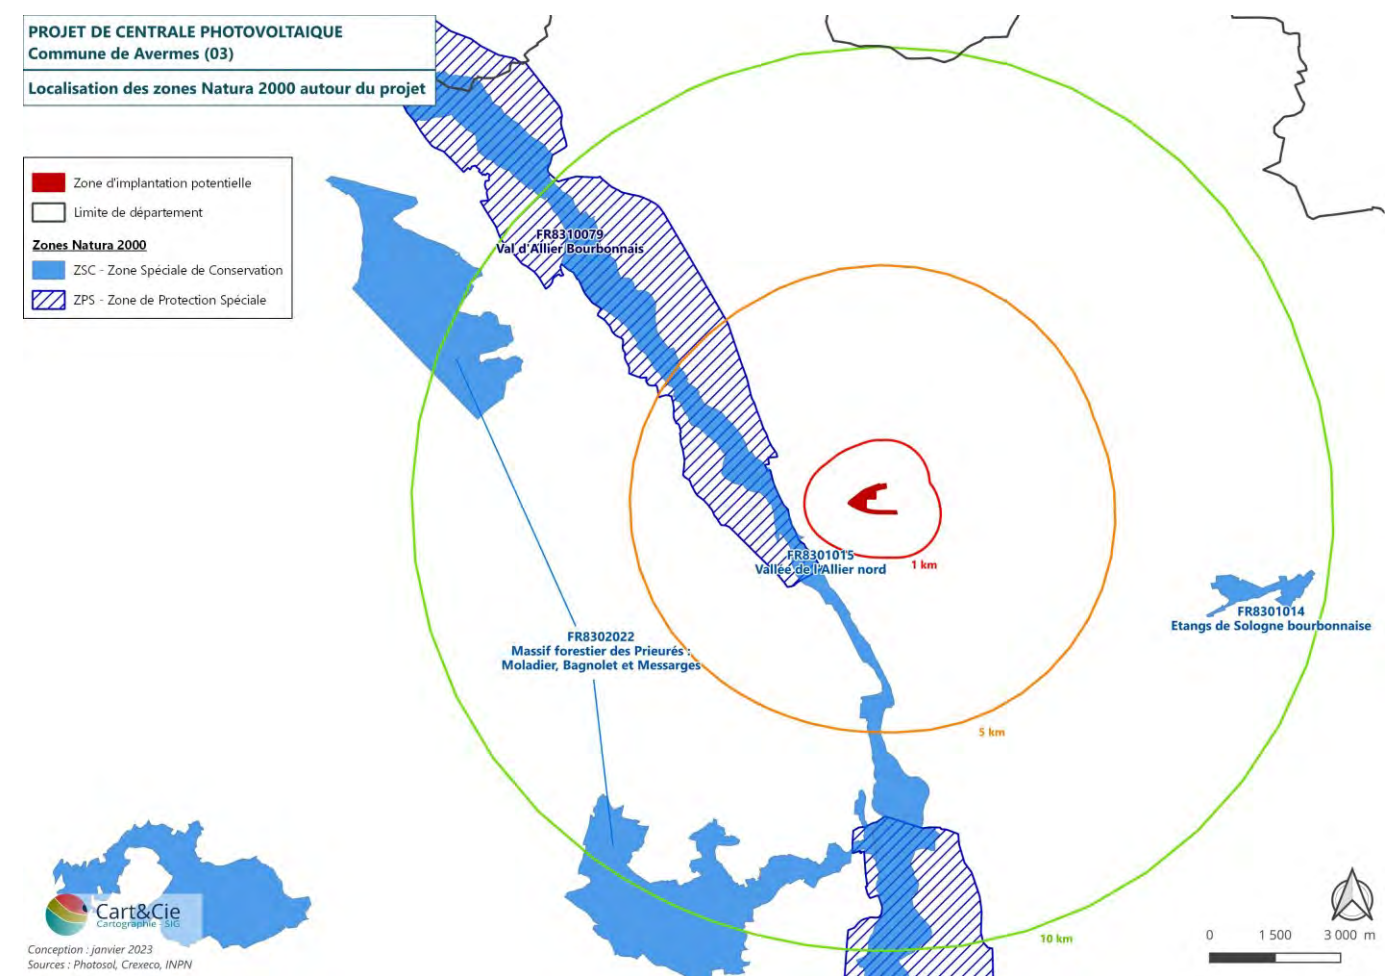 PROJET DE CENTRALE PHOTOVOLTAIQUE
Commune de Avermes (03)
Localisation des zones Natura 2000 autour du projet
Zone d'implantation potentielle
Limite de département
Zones Natura 2000
ZSC - Zone Spéciale de Conservation
ZPS - Zone de Protection Spéciale
FR8310079
Val d'Allier Bourbonnais
FR8301015
Vallée de l'Allier nord
1 km
FR8301014
Etangs de Sologne bourbonnaise
FR8302022
Massif forestier des Prieurés :
Moladier, Bagnolet et Messarges
5 km
10 km
Cart&Cie
Cartographie - SIG
Conception : janvier 2023
Sources : Photosol, Crexeco, INPN
0 1 500 3 000 m